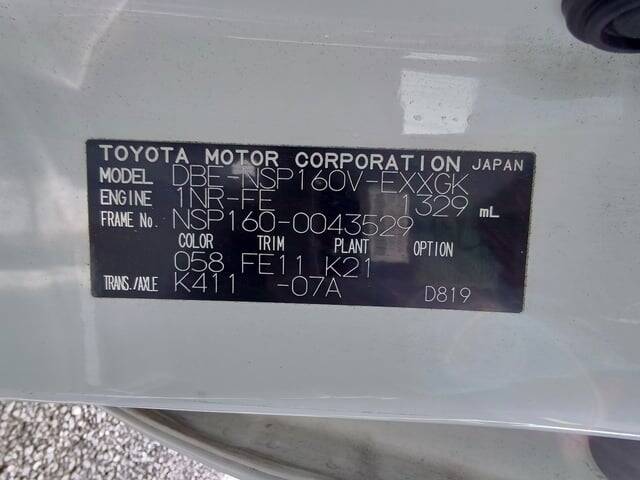 TOYOTA MOTOR CORPORATION JAPAN
MODEL DBE-NSP160V-EXXGK
ENGINE 1NR-FE 1329 mL
FRAME No. NSP160-0043529
COLOR TRIM PLANT OPTION
058 FE11 K21
TRANS./AXLE K411 -07A D819